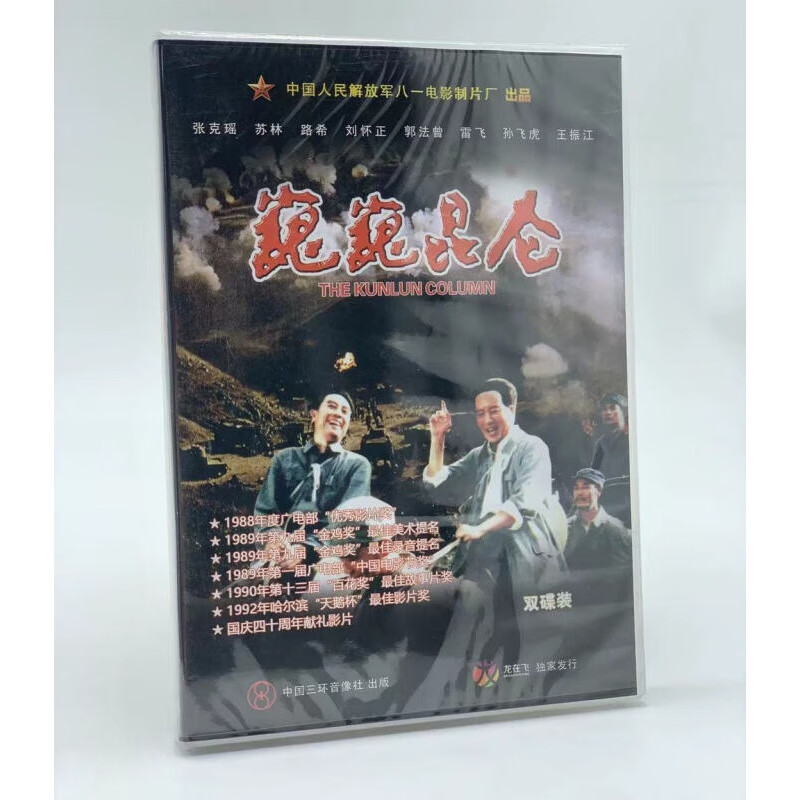 中国人民解放军八一电影制片厂 出品
张克瑶 苏林 路希 刘怀正 郭法曾 雷飞 孙飞虎 王振江
巍巍昆仑
THE KUNLUN COLUMN
★1988年度广电部“优秀影片奖”
★1989年第九届“金鸡奖”最佳美术提名
★1989年第九届“金鸡奖”最佳录音提名
★1989年第一届广电部“中国电影节奖”
★1990年第十三届“百花奖”最佳故事片奖
★1992年哈尔滨“天鹅杯”最佳影片奖
★国庆四十周年献礼影片
双碟装
中国三环音像社 出版
龙在飞 独家发行